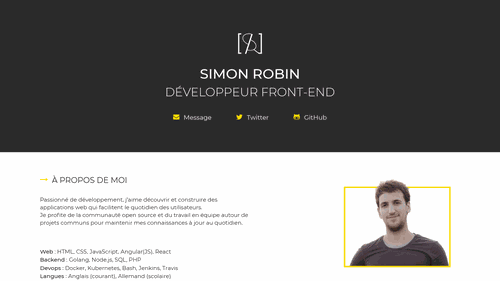 SIMON ROBIN
DÉVELOPPEUR FRONT-END
Message Twitter GitHub
→ À PROPOS DE MOI
Passionné de développement, j'aime découvrir et construire des
applications web qui facilitent le quotidien des utilisateurs.
Je profite de la communauté open source et du travail en équipe autour de
projets communs pour maintenir mes connaissances à jour au quotidien.
Web : HTML, CSS, JavaScript, Angular(JS), React
Backend : Golang, Node.js, SQL, PHP
Devops : Docker, Kubernetes, Bash, Jenkins, Travis
Langues : Anglais (courant), Allemand (scolaire)